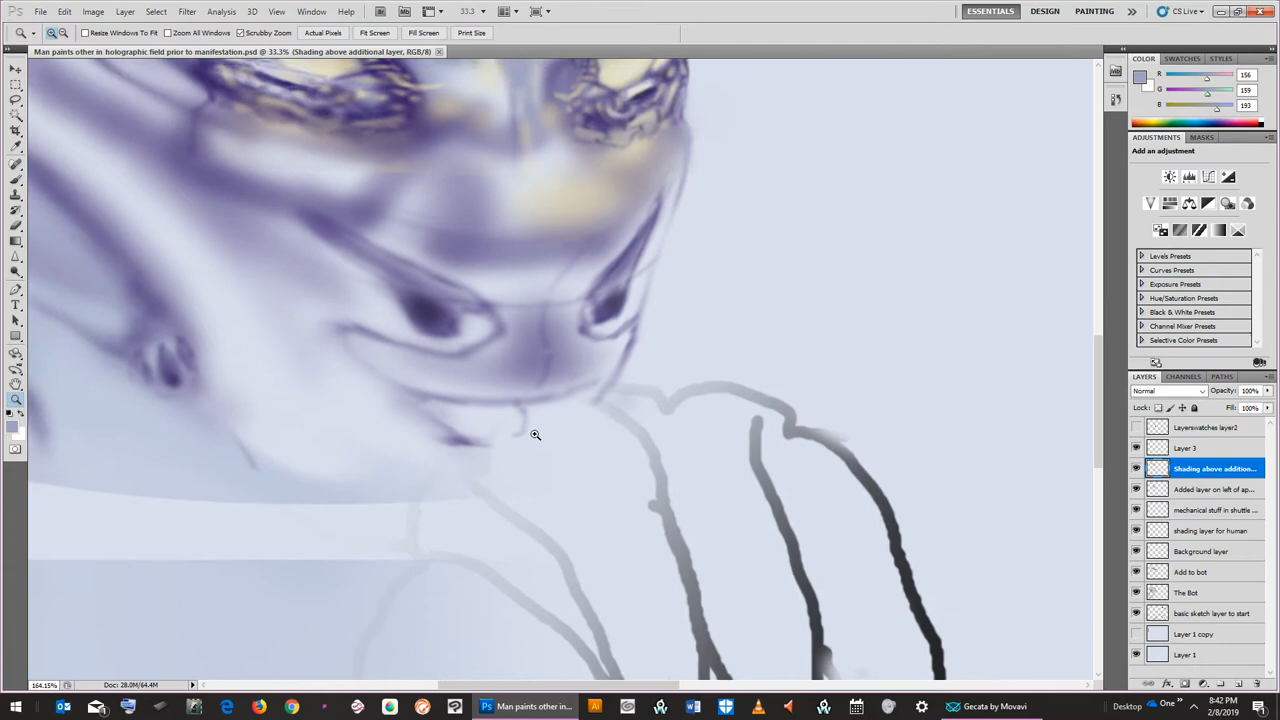 Ps File Edit Image Layer Select Filter Analysis 3D View Window Help Br Mb 33.3 ESSENTIALS DESIGN PAINTING CS Live
Resize Windows To Fit Zoom All Windows Scrubby Zoom Actual Pixels Fit Screen Fill Screen Print Size
Man paints other in holographic field prior to manifestation.psd @ 33.3% (Shading above additional layer, RGB/8)
COLOR SWATCHES STYLES
R 156
G 159
B 193
ADJUSTMENTS MASKS
Add an adjustment
Levels Presets
Curves Presets
Exposure Presets
Hue/Saturation Presets
Black & White Presets
Channel Mixer Presets
Selective Color Presets
LAYERS CHANNELS PATHS
Normal Opacity: 100%
Lock: Fill: 100%
Layerswatches layer2
Layer 3
Shading above addition...
Added layer on left of ap...
mechanical stuff in shuttle ...
shading layer for human
Background layer
Add to bot
The Bot
basic sketch layer to start
Layer 1 copy
Layer 1
164.15% Doc: 28.0M/64.4M
Man paints other in... Gecata by Movavi Desktop One 8:42 PM
2/8/2019